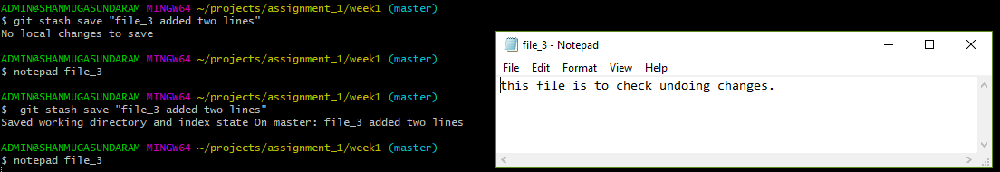 ADMIN@SHANMUGASUNDARAM MINGW64 ~/projects/assignment_1/week1 (master)
$ git stash save "file_3 added two lines"
No local changes to save
ADMIN@SHANMUGASUNDARAM MINGW64 ~/projects/assignment_1/week1 (master)
$ notepad file_3
ADMIN@SHANMUGASUNDARAM MINGW64 ~/projects/assignment_1/week1 (master)
$  git stash save "file_3 added two lines"
Saved working directory and index state On master: file_3 added two lines
ADMIN@SHANMUGASUNDARAM MINGW64 ~/projects/assignment_1/week1 (master)
$ notepad file_3
file_3 - Notepad
File Edit Format View Help
this file is to check undoing changes.